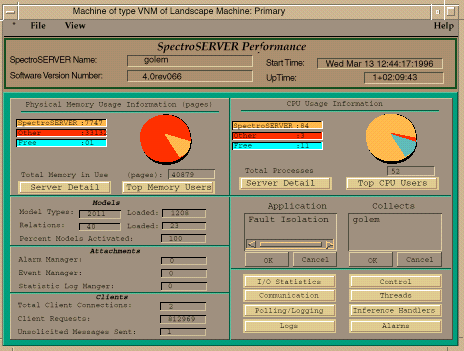 Machine of type VNM of Landscape Machine: Primary
File View Help
SpectroSERVER Performance
SpectroSERVER Name: golem Start Time: Wed Mar 13 12:44:17 1996
Software Version Number: 4.0rev066 UpTime: 1+02:09:43
Physical Memory Usage Information (pages)
SpectroSERVER :7747
Other
Free :01
Total Memory in Use (pages): 40879
Server Detail Top Memory Users
CPU Usage Information
SpectroSERVER :84
Other
Free :11
Total Processes 52
Server Detail Top CPU Users
Models
Model Types: 2011 Loaded: 1208
Relations: 40 Loaded: 23
Percent Models Activated: 100
Attachments
Alarm Manager: 0
Event Manager: 0
Statistic Log Manger: 0
Clients
Total Client Connections: 2
Client Requests: 812969
Unsolicited Messages Sent: 1
Application Collects
Fault Isolation golem
OK Cancel OK Cancel
I/O Statistics Control
Communication Threads
Polling/Logging Inference Handlers
Logs Alarms